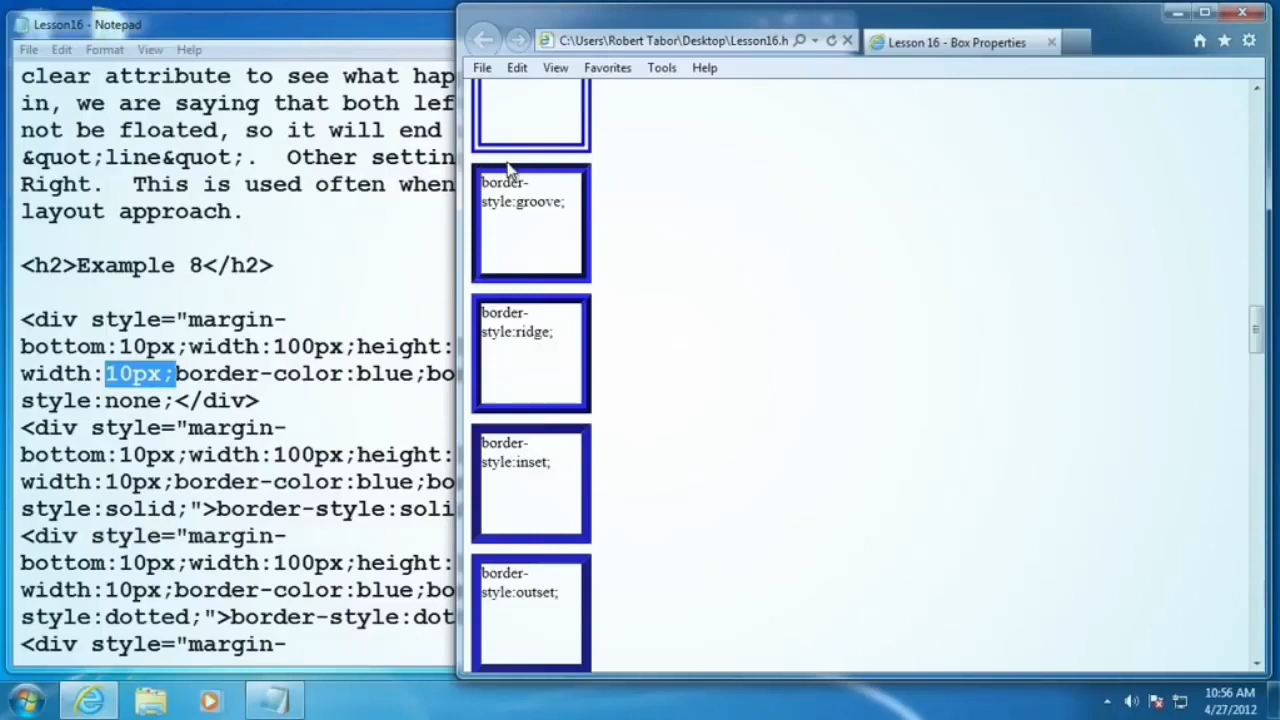 Lesson16 - Notepad
File Edit Format View Help
clear attribute to see what hap
in, we are saying that both lef
not be floated, so it will end
&quot;line&quot;. Other settin
Right. This is used often when
layout approach.
<h2>Example 8</h2>
<div style="margin-
bottom:10px;width:100px;height:
width:10px;border-color:blue;bo
style:none;</div>
<div style="margin-
bottom:10px;width:100px;height:
width:10px;border-color:blue;bo
style:solid;">border-style:soli
<div style="margin-
bottom:10px;width:100px;height:
width:10px;border-color:blue;bo
style:dotted;">border-style:dot
<div style="margin-
C:\Users\Robert Tabor\Desktop\Lesson16.h
Lesson 16 - Box Properties
File Edit View Favorites Tools Help
border-
style:groove;
border-
style:ridge;
border-
style:inset;
border-
style:outset;
10:56 AM
4/27/2012